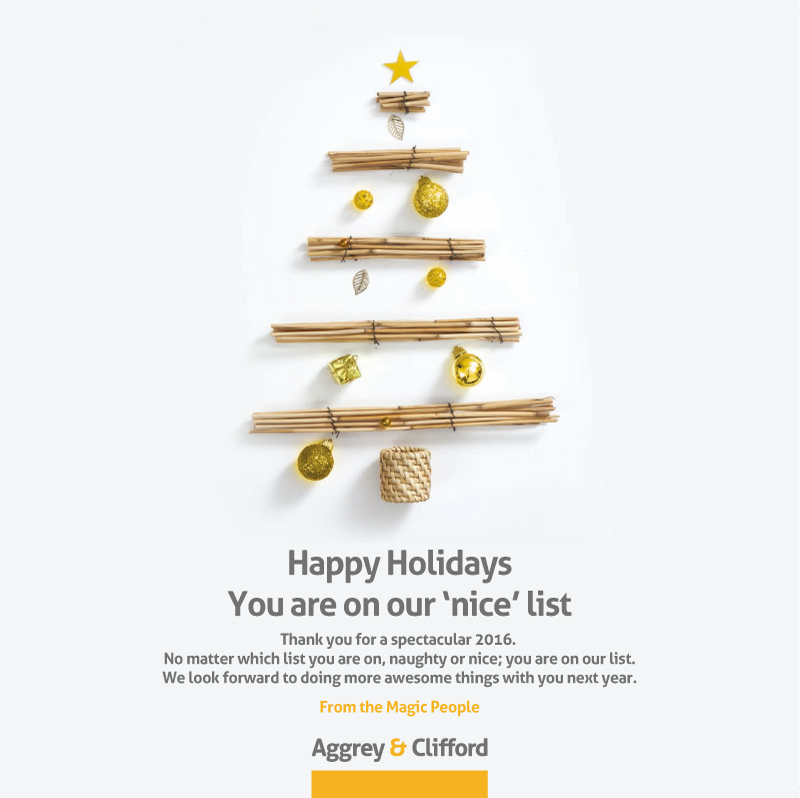 Happy Holidays
You are on our ‘nice’ list
Thank you for a spectacular 2016.
No matter which list you are on, naughty or nice; you are on our list.
We look forward to doing more awesome things with you next year.
From the Magic People
Aggrey & Clifford